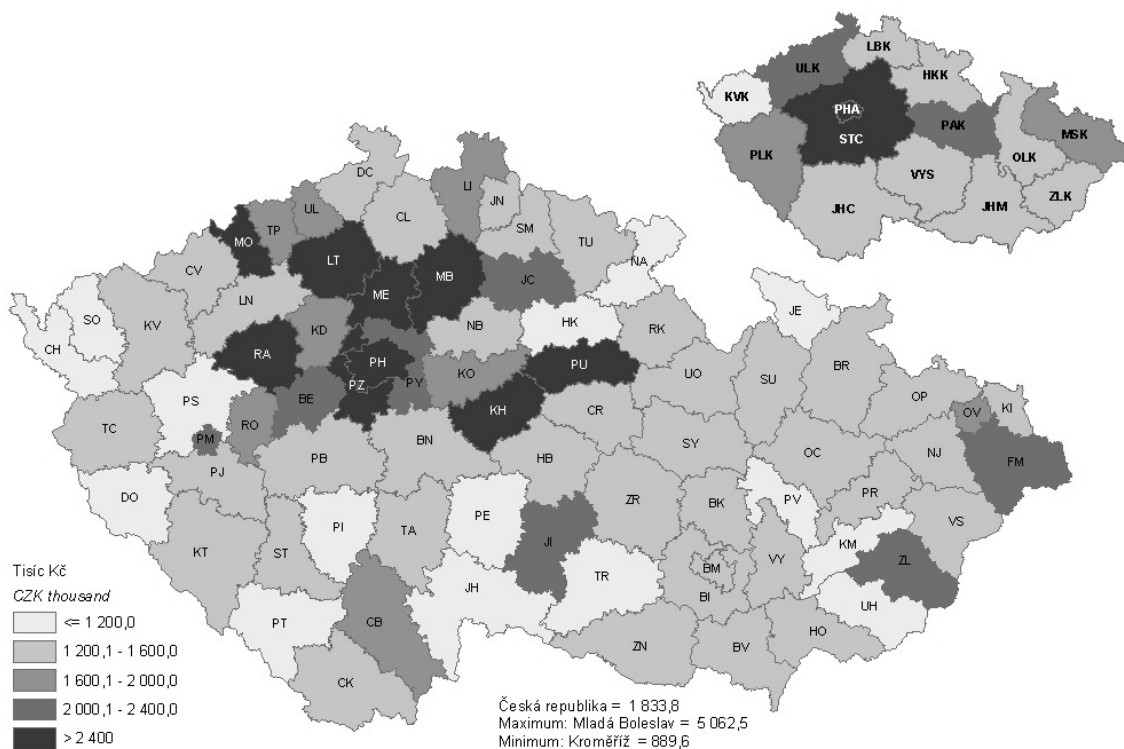 LBK
ULK
HKK
KVK
PHA
PAK
MSK
STC
PLK
OLK
VYS
ZLK
JHC
JHM
DC
LI
UL
JN
TP
CL
SM
MO
TU
LT
NA
CV
MB
JC
ME
LN
JE
SO
KV
KD
NB
HK
RK
CH
RA
PH
PU
BR
KO
UO
SU
PZ
PY
OP
PS
BE
KH
OV
KI
TC
RO
CR
PM
BN
SY
OC
NJ
FM
PJ
PB
HB
DO
ZR
BK
PV
PR
PI
TA
PE
VS
KT
ST
JI
KM
VY
ZL
BM
TR
JH
BI
UH
PT
CB
HO
ZN
BV
CK
Tisíc Kč
CZK thousand
<= 1 200,0
1 200,1 - 1 600,0
1 600,1 - 2 000,0
2 000,1 - 2 400,0
> 2 400
Česká republika = 1 833,8
Maximum: Mladá Boleslav = 5 062,5
Minimum: Kroměříž = 889,6